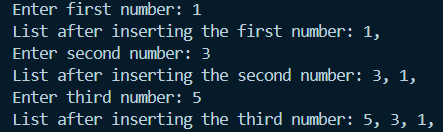 Enter first number: 1
List after inserting the first number: 1,
Enter second number: 3
List after inserting the second number: 3, 1,
Enter third number: 5
List after inserting the third number: 5, 3, 1,